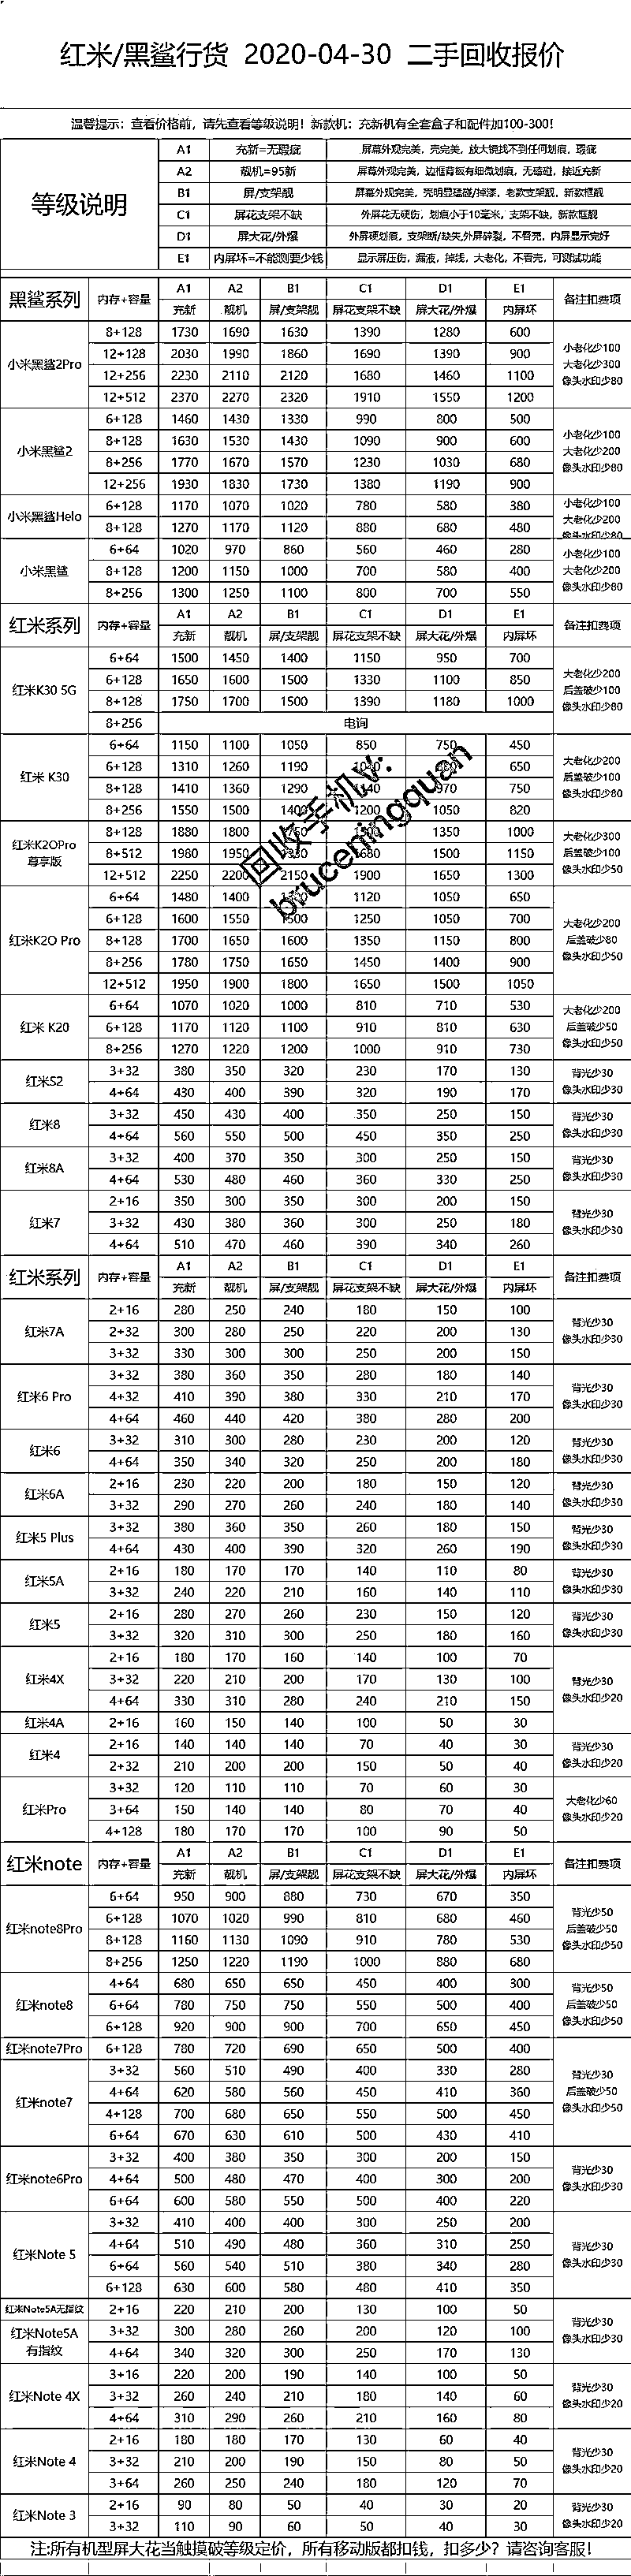 红米/黑鲨行货 2020-04-30 二手回收报价
温馨提示：查看价格前，请先查看等级说明！新款机：充新机有全套盒子和配件加100-300！
等级说明
A1 充新=无瑕疵 屏幕外观完美，壳完美，放大镜找不到任何划痕，瑕疵
A2 靓机=95新 屏幕外观完美，边框背板有细微划痕，无磕碰，接近充新
B1 屏/支架靓 屏幕外观完美，壳明显磕碰/掉漆，老款支架靓，新款框靓
C1 屏花支架不缺 外屏花无硬伤，划痕小于10毫米，支架不缺，新款框靓
D1 屏大花/外爆 外屏硬划痕，支架断/缺失,外屏碎裂，不看壳，内屏显示完好
E1 内屏坏=不能测要少钱 显示屏压伤，漏液，掉线，大老化，不看壳，可测试功能
黑鲨系列 内存+容量 A1 A2 B1 C1 D1 E1 备注扣费项
充新 靓机 屏/支架靓 屏花支架不缺 屏大花/外爆 内屏坏
小米黑鲨2Pro
8+128 1730 1690 1630 1390 1280 600
12+128 2030 1990 1860 1690 1390 900
12+256 2230 2110 2120 1680 1460 1100
12+512 2370 2270 2320 1910 1550 1200
小老化少100
大老化少300
像头水印少80
小米黑鲨2
6+128 1460 1430 1330 990 800 500
8+128 1630 1530 1430 1090 900 600
8+256 1770 1670 1570 1230 1030 680
12+256 1930 1830 1730 1380 1190 900
小老化少100
大老化少200
像头水印少80
小米黑鲨Helo
6+128 1170 1070 1020 780 580 380
8+128 1270 1170 1120 880 680 480
小老化少100
大老化少200
像头水印少80
小米黑鲨
6+64 1020 970 860 560 460 280
8+128 1200 1150 1000 700 580 400
8+256 1300 1250 1100 800 700 550
小老化少100
大老化少200
像头水印少80
红米系列 内存+容量 A1 A2 B1 C1 D1 E1 备注扣费项
充新 靓机 屏/支架靓 屏花支架不缺 屏大花/外爆 内屏坏
红米K30 5G
6+64 1500 1450 1400 1150 950 700
6+128 1650 1600 1500 1330 1100 850
8+128 1750 1700 1500 1390 1180 1000
8+256 电询
大老化少200
后盖破少100
像头水印少80
红米 K30
6+64 1150 1100 1050 850 750 450
6+128 1310 1260 1190 650
8+128 1410 1360 1290 1140 970 750
8+256 1550 1500 1400 1200 1050 820
大老化少200
后盖破少100
像头水印少80
回收手机V:
bruceningquan
红米K20Pro
尊享版
8+128 1880 1800 1350 1000
8+512 1980 1950 1680 1500 1150
12+512 2250 2200 2150 1900 1650 1300
大老化少300
后盖破少100
像头水印少50
红米K20 Pro
6+64 1480 1400 1120 1050 650
6+128 1600 1550 1500 1250 1050 700
8+128 1700 1650 1600 1350 1150 800
8+256 1780 1750 1650 1450 1400 900
12+512 1950 1900 1800 1650 1500 1050
大老化少200
后盖破少80
像头水印少50
红米 K20
6+64 1070 1020 1000 810 710 530
6+128 1170 1120 1100 910 810 630
8+256 1270 1220 1200 1000 910 730
大老化少200
后盖破少50
像头水印少50
红米S2
3+32 380 350 320 230 170 130
4+64 430 400 390 320 190 170
背光少30
像头水印少30
红米8
3+32 450 430 400 350 250 150
4+64 560 550 500 450 350 250
背光少30
像头水印少30
红米8A
3+32 400 370 350 300 250 150
4+64 530 480 460 360 330 250
背光少30
像头水印少30
红米7
2+16 350 300 350 300 200 150
3+32 430 380 360 300 250 180
4+64 510 470 460 390 340 260
背光少30
像头水印少30
红米系列 内存+容量 A1 A2 B1 C1 D1 E1 备注扣费项
充新 靓机 屏/支架靓 屏花支架不缺 屏大花/外爆 内屏坏
红米7A
2+16 280 250 240 180 150 100
2+32 300 280 250 220 200 130
3+32 330 300 300 250 200 150
背光少30
像头水印少30
红米6 Pro
3+32 380 360 350 280 180 140
4+32 410 390 380 330 210 170
4+64 460 440 420 380 280 200
背光少30
像头水印少30
红米6
3+32 310 300 280 230 200 120
4+64 350 340 320 250 200 180
背光少30
像头水印少30
红米6A
2+16 230 220 200 180 150 120
3+32 290 270 260 240 180 140
背光少30
像头水印少30
红米5 Plus
3+32 380 360 350 260 180 150
4+64 430 400 390 320 260 190
背光少30
像头水印少30
红米5A
2+16 180 170 170 140 110 80
3+32 240 220 210 160 140 110
背光少30
像头水印少30
红米5
2+16 280 270 260 230 150 120
3+32 320 310 300 250 180 160
背光少30
像头水印少30
红米4X
2+16 180 170 160 140 100 70
3+32 220 210 200 170 130 100
4+64 330 310 280 240 210 150
背光少30
像头水印少20
红米4A 2+16 160 150 140 100 50 30
红米4
2+16 140 140 140 70 40 30
2+32 210 200 200 150 50 40
背光少30
像头水印少20
红米Pro
3+32 120 110 110 70 60 30
3+64 150 140 140 80 70 40
4+128 180 170 170 100 90 50
大老化少60
像头水印少20
红米note 内存+容量 A1 A2 B1 C1 D1 E1 备注扣费项
充新 靓机 屏/支架靓 屏花支架不缺 屏大花/外爆 内屏坏
红米note8Pro
6+64 950 900 880 730 670 350
6+128 1070 1020 990 810 680 460
8+128 1160 1130 1090 910 780 530
8+256 1250 1220 1190 1000 880 680
背光少50
后盖破少50
像头水印少50
红米note8
4+64 680 650 650 450 400 300
6+64 780 750 750 550 500 400
6+128 920 900 900 700 650 450
背光少50
后盖破少50
像头水印少50
红米note7Pro 6+128 780 720 690 650 500 400
红米note7
3+32 560 510 490 400 330 280
4+64 620 580 560 450 410 360
4+128 700 680 650 550 500 450
6+64 670 630 610 500 430 410
背光少30
后盖破少50
像头水印少50
红米note6Pro
3+32 400 380 350 300 200 150
4+64 500 480 470 400 300 200
6+64 600 580 550 500 400 220
背光少30
像头水印少30
红米Note 5
3+32 410 400 400 300 250 200
4+64 510 490 480 360 310 250
6+64 560 540 510 380 340 280
6+128 630 600 580 480 410 350
背光少30
像头水印少30
红米Note5A无指纹 2+16 220 210 200 130 100 50
红米Note5A
有指纹
3+32 300 280 260 200 120 100
4+64 340 320 300 250 170 130
背光少30
像头水印少30
红米Note 4X
3+16 220 200 190 140 100 50
3+32 260 240 210 180 140 60
4+64 310 290 260 210 160 80
背光少30
像头水印少20
红米Note 4
2+16 180 180 170 130 60 40
3+32 210 200 190 150 80 50
3+64 260 250 240 180 120 70
背光少30
像头水印少20
红米Note 3
2+16 90 80 50 40 30 20
3+32 110 90 60 50 40 30
背光少30
像头水印少20
注:所有机型屏大花当触摸破等级定价，所有移动版都扣钱，扣多少？请咨询客服！